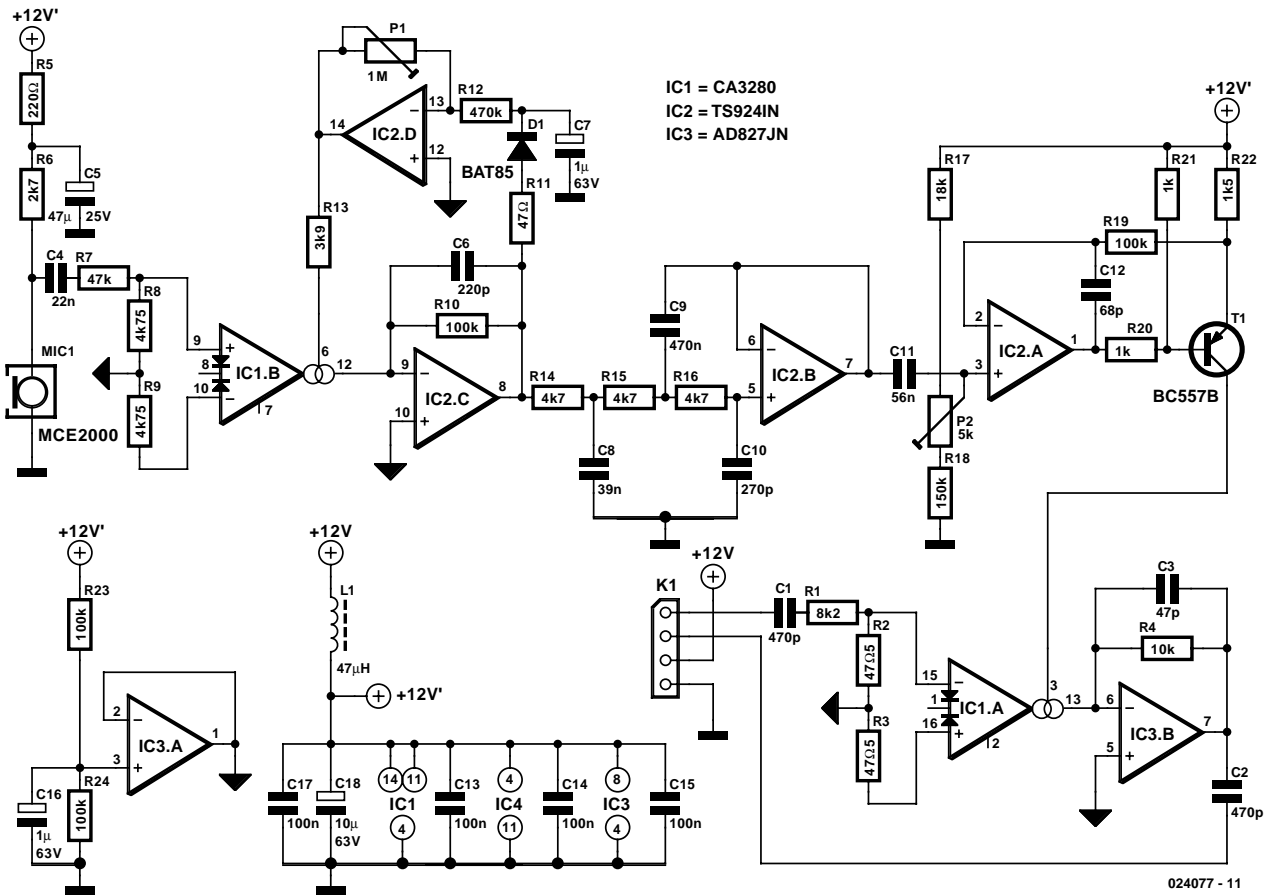 +12V'
R5
220Ω
R6
2k7
C5
47µ
25V
C4
22n
R7
47k
R8
4k75
R9
4k75
MIC1
MCE2000
9
8
10
+
−
IC1.B
7
6
12
R13
3k9
P1
1M
14
IC2.D
13
12
−
+
R12
470k
D1
BAT85
C7
1µ
63V
R11
47Ω
C6
220p
R10
100k
9
10
−
+
IC2.C
8
R14
4k7
R15
4k7
R16
4k7
C8
39n
C9
470n
C10
270p
6
5
−
+
IC2.B
7
C11
56n
IC1 = CA3280
IC2 = TS924IN
IC3 = AD827JN
+12V'
R17
18k
R21
1k
R22
1k5
R19
100k
C12
68p
2
3
−
+
IC2.A
1
R20
1k
T1
BC557B
P2
5k
R18
150k
+12V'
R23
100k
2
3
−
+
IC3.A
1
C16
1µ
63V
R24
100k
+12V
L1
47µH
+12V'
C17
100n
C18
10µ
63V
14
11
IC1
4
C13
100n
4
IC4
11
C14
100n
8
IC3
4
C15
100n
K1
+12V
C1
470p
R1
8k2
R2
47Ω5
R3
47Ω5
15
1
16
−
+
IC1.A
2
3
13
C3
47p
R4
10k
6
5
−
+
IC3.B
7
C2
470p
024077 - 11